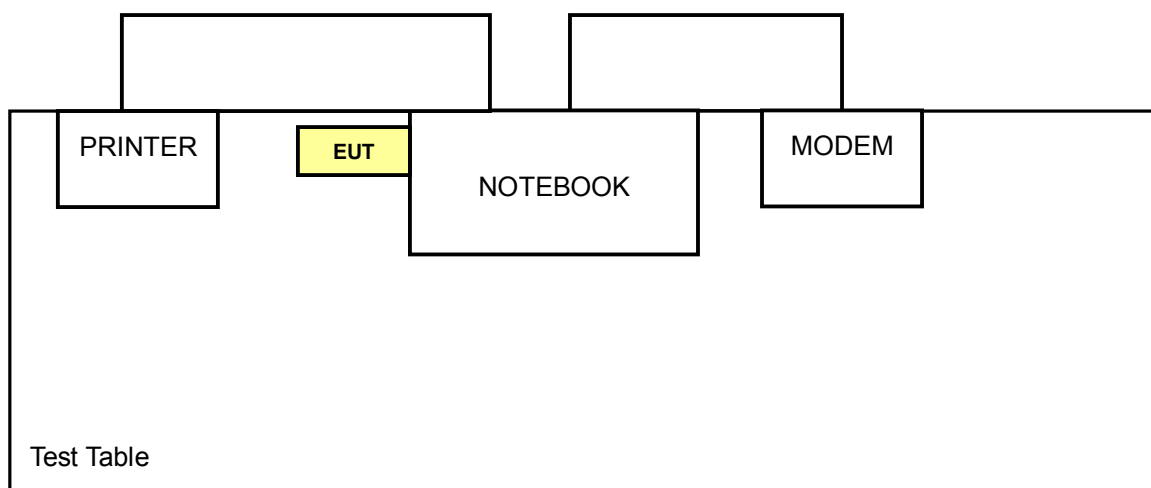 PRINTER
EUT
NOTEBOOK
MODEM
Test Table